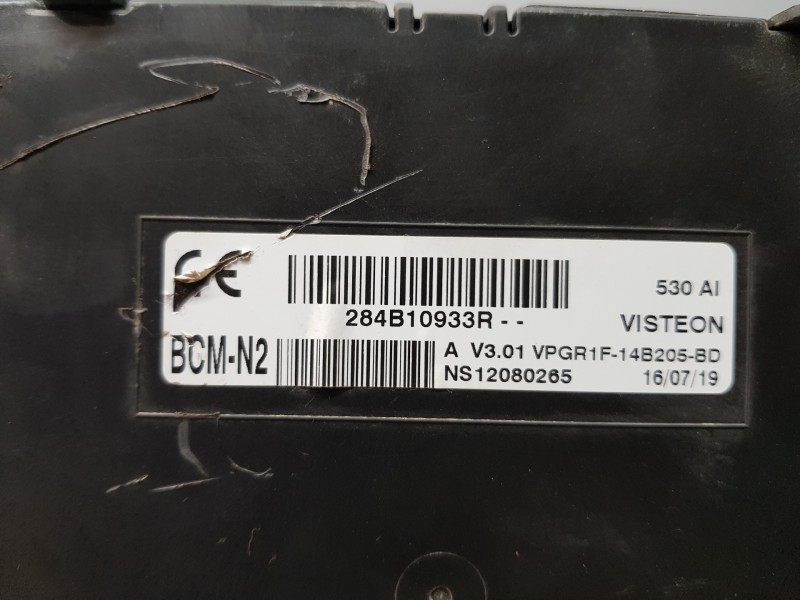 CE
530 AI
284B10933R--
VISTEON
BCM-N2
A V3.01 VPGR1F-14B205-BD
NS12080265
16/07/19